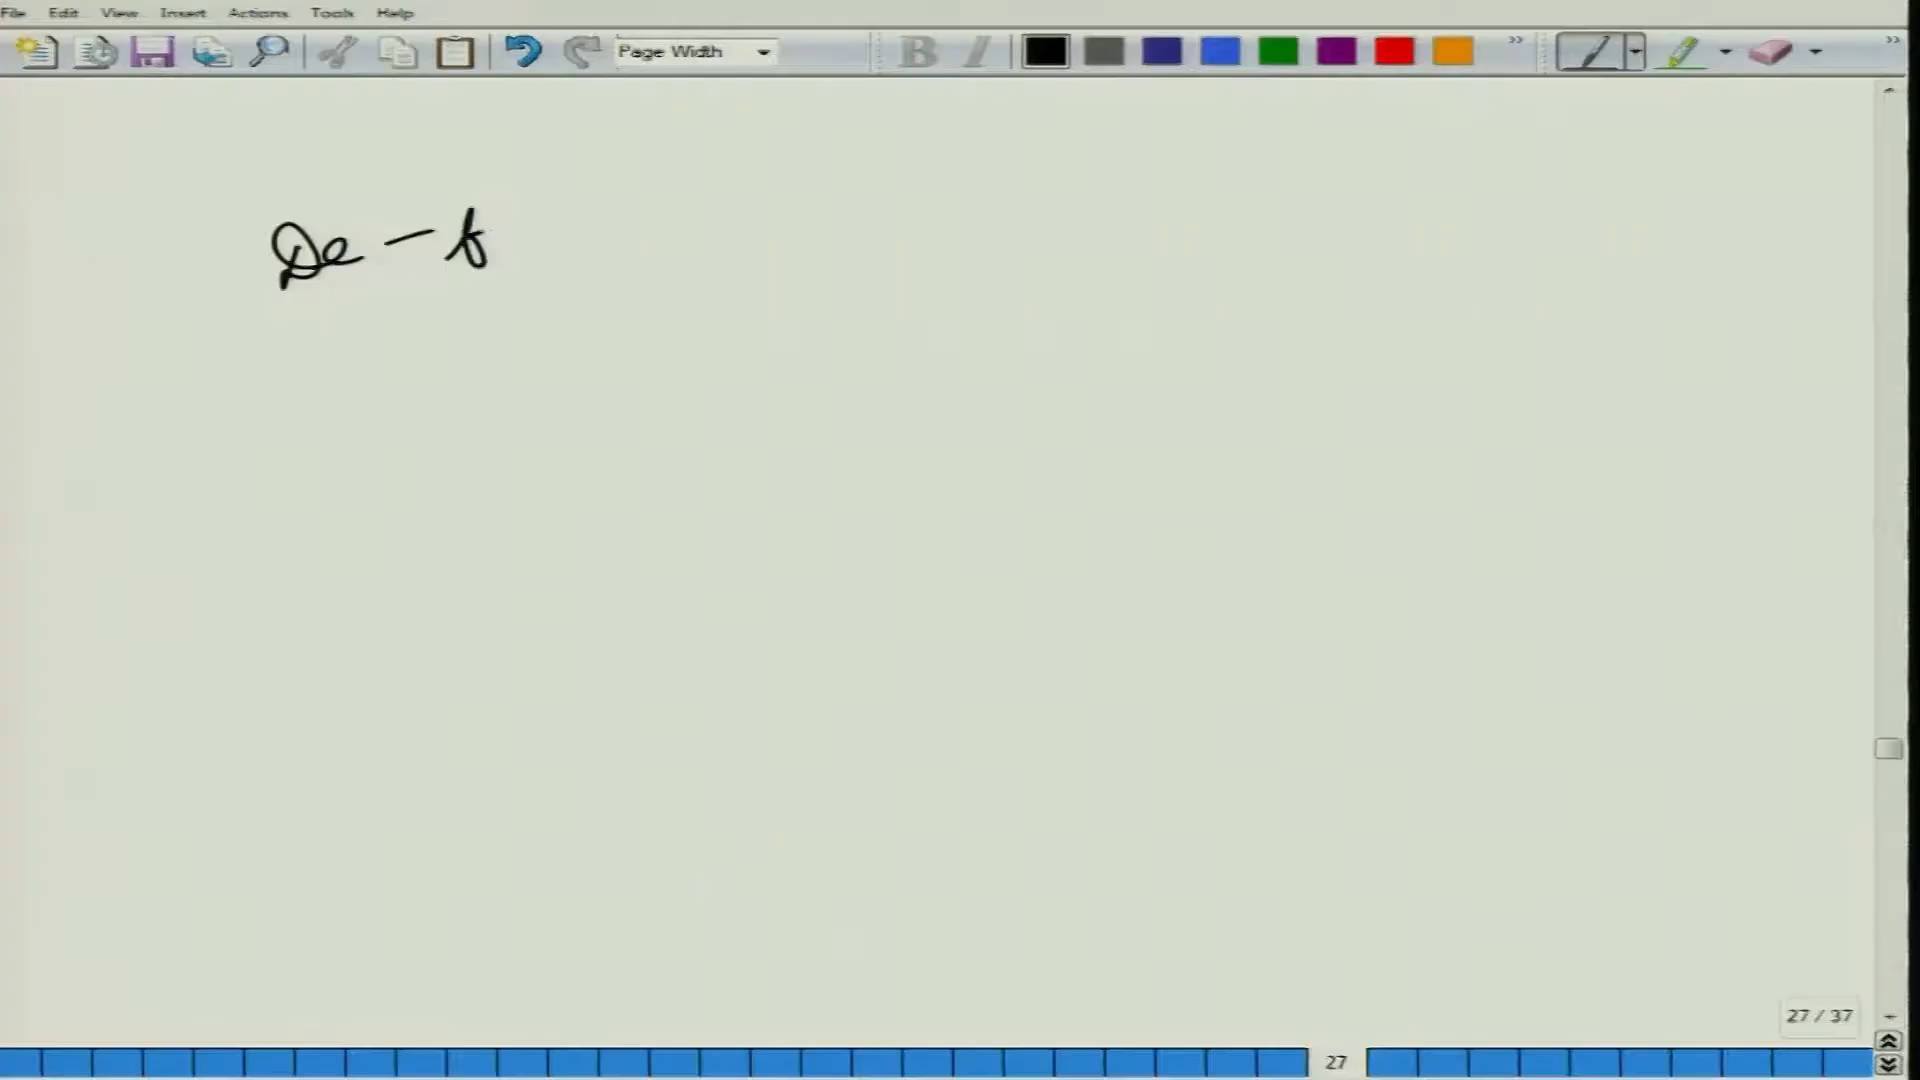 File Edit View Insert Actions Tools Help
Page Width B I
De -
27 / 37
27